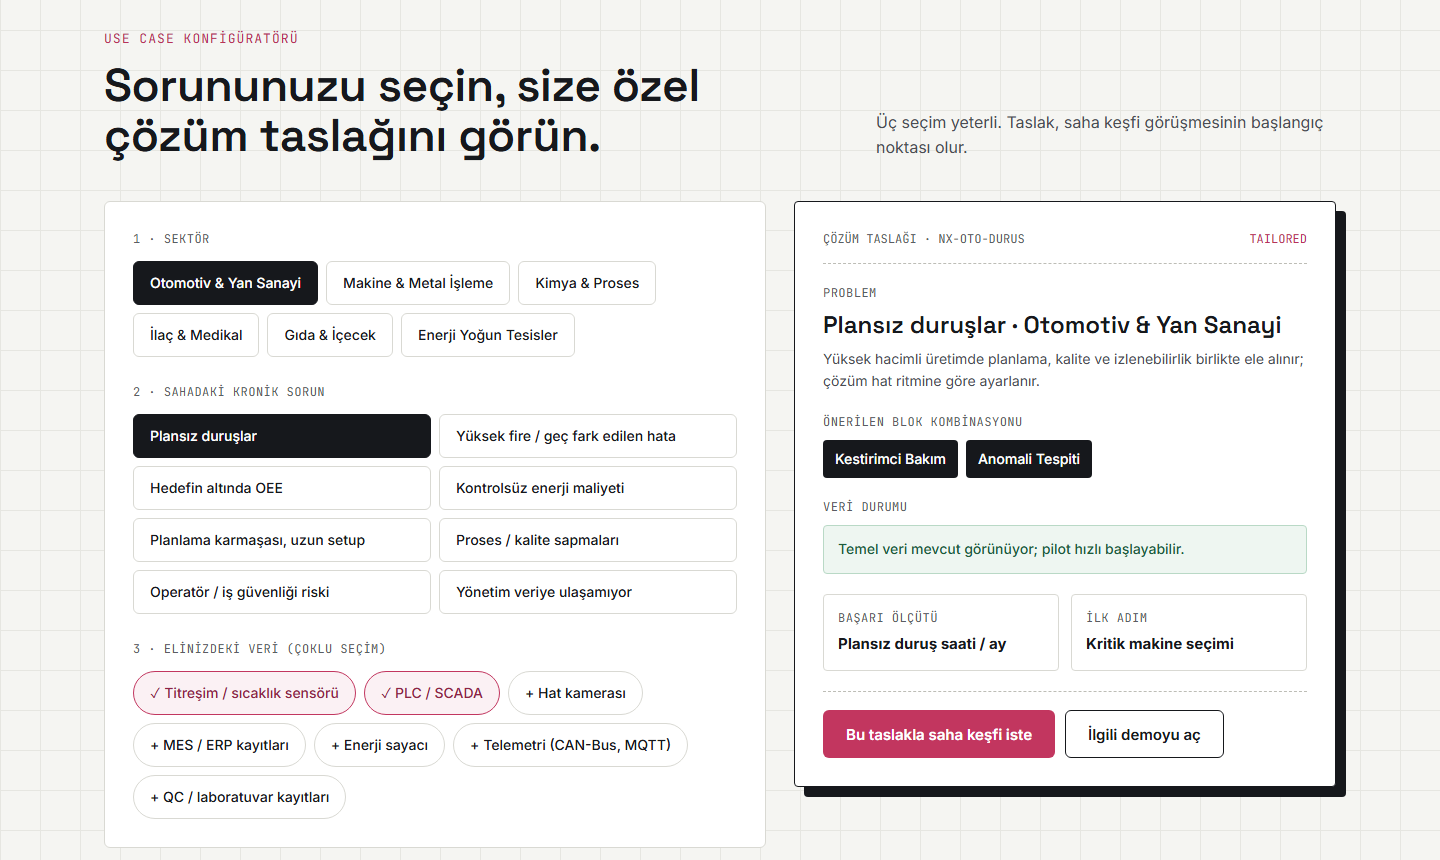 USE CASE KONFİGÜRATÖRÜ
Sorununuzu seçin, size özel
çözüm taslağını görün.
Üç seçim yeterli. Taslak, saha keşfi görüşmesinin başlangıç
noktası olur.
1 · SEKTÖR
Otomotiv & Yan Sanayi
Makine & Metal İşleme
Kimya & Proses
İlaç & Medikal
Gıda & İçecek
Enerji Yoğun Tesisler
2 · SAHADAKİ KRONİK SORUN
Plansız duruşlar
Yüksek fire / geç fark edilen hata
Hedefin altında OEE
Kontrolsüz enerji maliyeti
Planlama karmaşası, uzun setup
Proses / kalite sapmaları
Operatör / iş güvenliği riski
Yönetim veriye ulaşamıyor
3 · ELİNİZDEKİ VERİ (ÇOKLU SEÇİM)
✓ Titreşim / sıcaklık sensörü
✓ PLC / SCADA
+ Hat kamerası
+ MES / ERP kayıtları
+ Enerji sayacı
+ Telemetri (CAN-Bus, MQTT)
+ QC / laboratuvar kayıtları
ÇÖZÜM TASLAĞI · NX-OTO-DURUS
TAILORED
PROBLEM
Plansız duruşlar · Otomotiv & Yan Sanayi
Yüksek hacimli üretimde planlama, kalite ve izlenebilirlik birlikte ele alınır;
çözüm hat ritmine göre ayarlanır.
ÖNERİLEN BLOK KOMBİNASYONU
Kestirimci Bakım
Anomali Tespiti
VERİ DURUMU
Temel veri mevcut görünüyor; pilot hızlı başlayabilir.
BAŞARI ÖLÇÜTÜ
Plansız duruş saati / ay
İLK ADIM
Kritik makine seçimi
Bu taslakla saha keşfi iste
İlgili demoyu aç